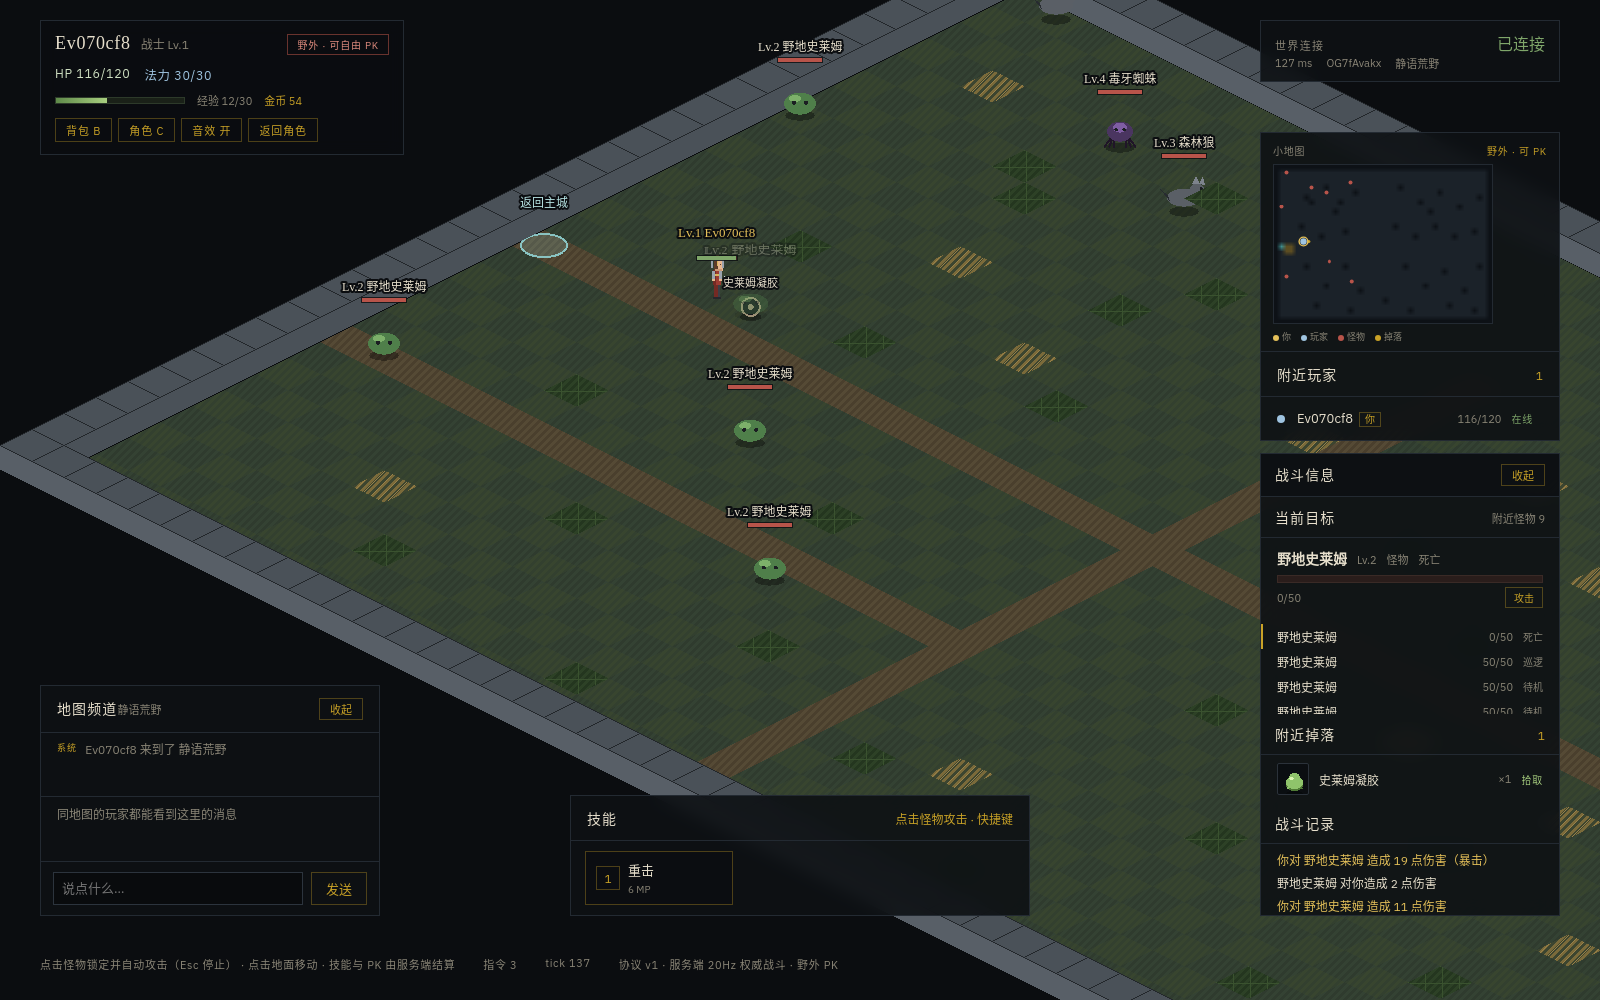 Ev070cf8 战士 Lv.1 野外 · 可自由 PK
HP 116/120 法力 30/30
经验 12/30 金币 54
背包 B 角色 C 音效 开 返回角色
Lv.2 野地史莱姆
Lv.4 毒牙蜘蛛
Lv.3 森林狼
返回主城
Lv.1 Ev070cf8
Lv.2 野地史莱姆
史莱姆凝胶
Lv.2 野地史莱姆
Lv.2 野地史莱姆
Lv.2 野地史莱姆
世界连接 已连接
127 ms OG7fAvakx 静语荒野
小地图 野外 · 可 PK
你 玩家 怪物 掉落
附近玩家 1
Ev070cf8 你 116/120 在线
战斗信息 收起
当前目标 附近怪物 9
野地史莱姆 Lv.2 怪物 死亡
0/50 攻击
野地史莱姆 0/50 死亡
野地史莱姆 50/50 巡逻
野地史莱姆 50/50 待机
野地史莱姆 50/50 待机
附近掉落 1
史莱姆凝胶 ×1 拾取
战斗记录
你对 野地史莱姆 造成 19 点伤害（暴击）
野地史莱姆 对你造成 2 点伤害
你对 野地史莱姆 造成 11 点伤害
地图频道 静语荒野 收起
系统 Ev070cf8 来到了 静语荒野
同地图的玩家都能看到这里的消息
说点什么... 发送
技能 点击怪物攻击 · 快捷键
1 重击
6 MP
点击怪物锁定并自动攻击（Esc 停止） · 点击地面移动 · 技能与 PK 由服务端结算 指令 3 tick 137 协议 v1 · 服务端 20Hz 权威战斗 · 野外 PK